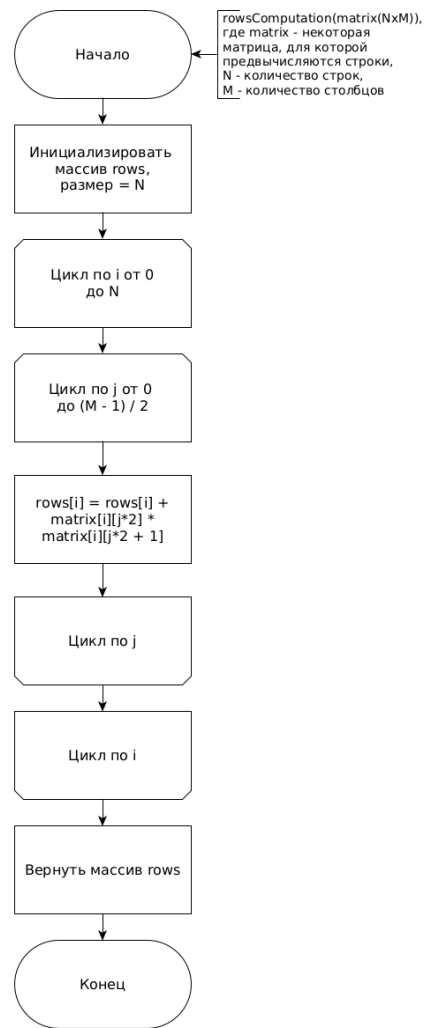 Начало
rowsComputation(matrix(NxM)),
где matrix - некоторая
матрица, для которой
предвычисляются строки,
N - количество строк,
M - количество столбцов
Инициализировать
массив rows,
размер = N
Цикл по i от 0
до N
Цикл по j от 0
до (M - 1) / 2
rows[i] = rows[i] +
matrix[i][j*2] *
matrix[i][j*2 + 1]
Цикл по j
Цикл по i
Вернуть массив rows
Конец